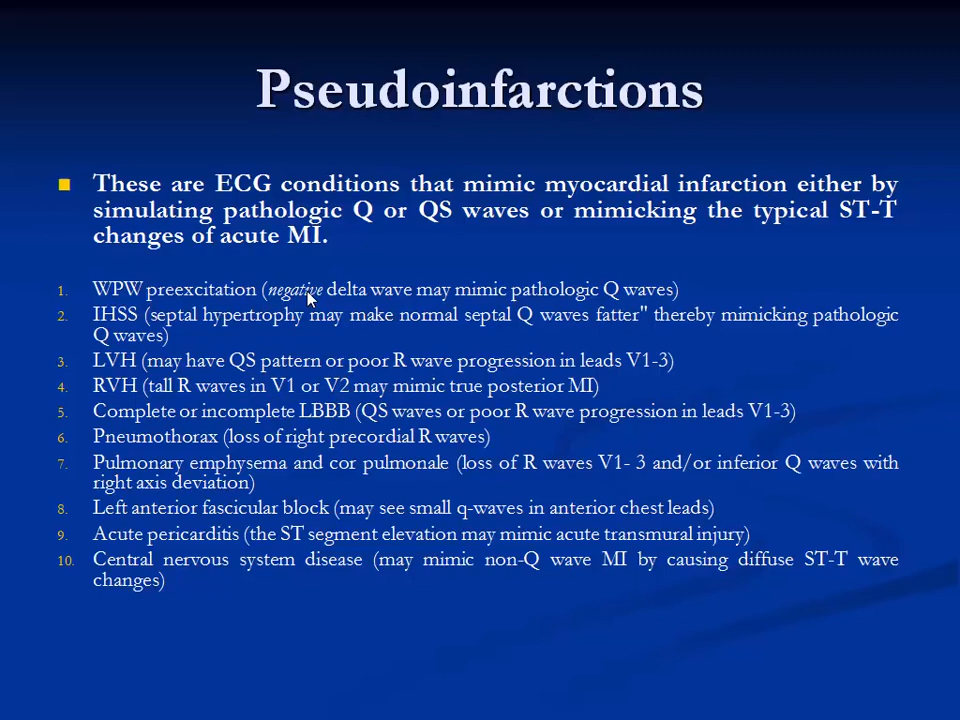 Pseudoinfarctions
These are ECG conditions that mimic myocardial infarction either by
simulating pathologic Q or QS waves or mimicking the typical ST-T
changes of acute MI.
1. WPW preexcitation (negative delta wave may mimic pathologic Q waves)
2. IHSS (septal hypertrophy may make normal septal Q waves fatter" thereby mimicking pathologic
Q waves)
3. LVH (may have QS pattern or poor R wave progression in leads V1-3)
4. RVH (tall R waves in V1 or V2 may mimic true posterior MI)
5. Complete or incomplete LBBB (QS waves or poor R wave progression in leads V1-3)
6. Pneumothorax (loss of right precordial R waves)
7. Pulmonary emphysema and cor pulmonale (loss of R waves V1- 3 and/or inferior Q waves with
right axis deviation)
8. Left anterior fascicular block (may see small q-waves in anterior chest leads)
9. Acute pericarditis (the ST segment elevation may mimic acute transmural injury)
10. Central nervous system disease (may mimic non-Q wave MI by causing diffuse ST-T wave
changes)